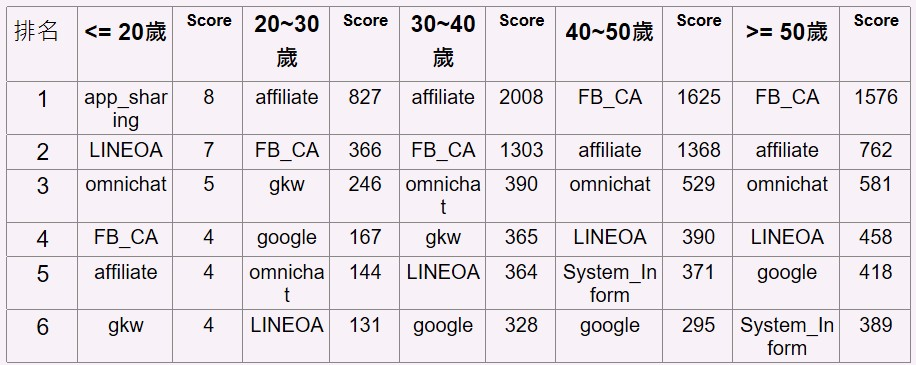 排名 <= 20歲 Score 20~30歲 Score 30~40歲 Score 40~50歲 Score >= 50歲 Score
1 app_sharing 8 affiliate 827 affiliate 2008 FB_CA 1625 FB_CA 1576
2 LINEOA 7 FB_CA 366 FB_CA 1303 affiliate 1368 affiliate 762
3 omnichat 5 gkw 246 omnichat 390 omnichat 529 omnichat 581
4 FB_CA 4 google 167 gkw 365 LINEOA 390 LINEOA 458
5 affiliate 4 omnichat 144 LINEOA 364 System_Inform 371 google 418
6 gkw 4 LINEOA 131 google 328 google 295 System_Inform 389